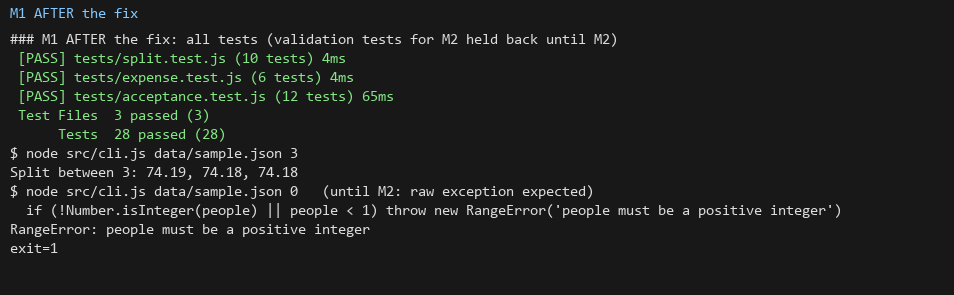 M1 AFTER the fix
### M1 AFTER the fix: all tests (validation tests for M2 held back until M2)
[PASS] tests/split.test.js (10 tests) 4ms
[PASS] tests/expense.test.js (6 tests) 4ms
[PASS] tests/acceptance.test.js (12 tests) 65ms
Test Files  3 passed (3)
Tests  28 passed (28)
$ node src/cli.js data/sample.json 3
Split between 3: 74.19, 74.18, 74.18
$ node src/cli.js data/sample.json 0   (until M2: raw exception expected)
if (!Number.isInteger(people) || people < 1) throw new RangeError('people must be a positive integer')
RangeError: people must be a positive integer
exit=1